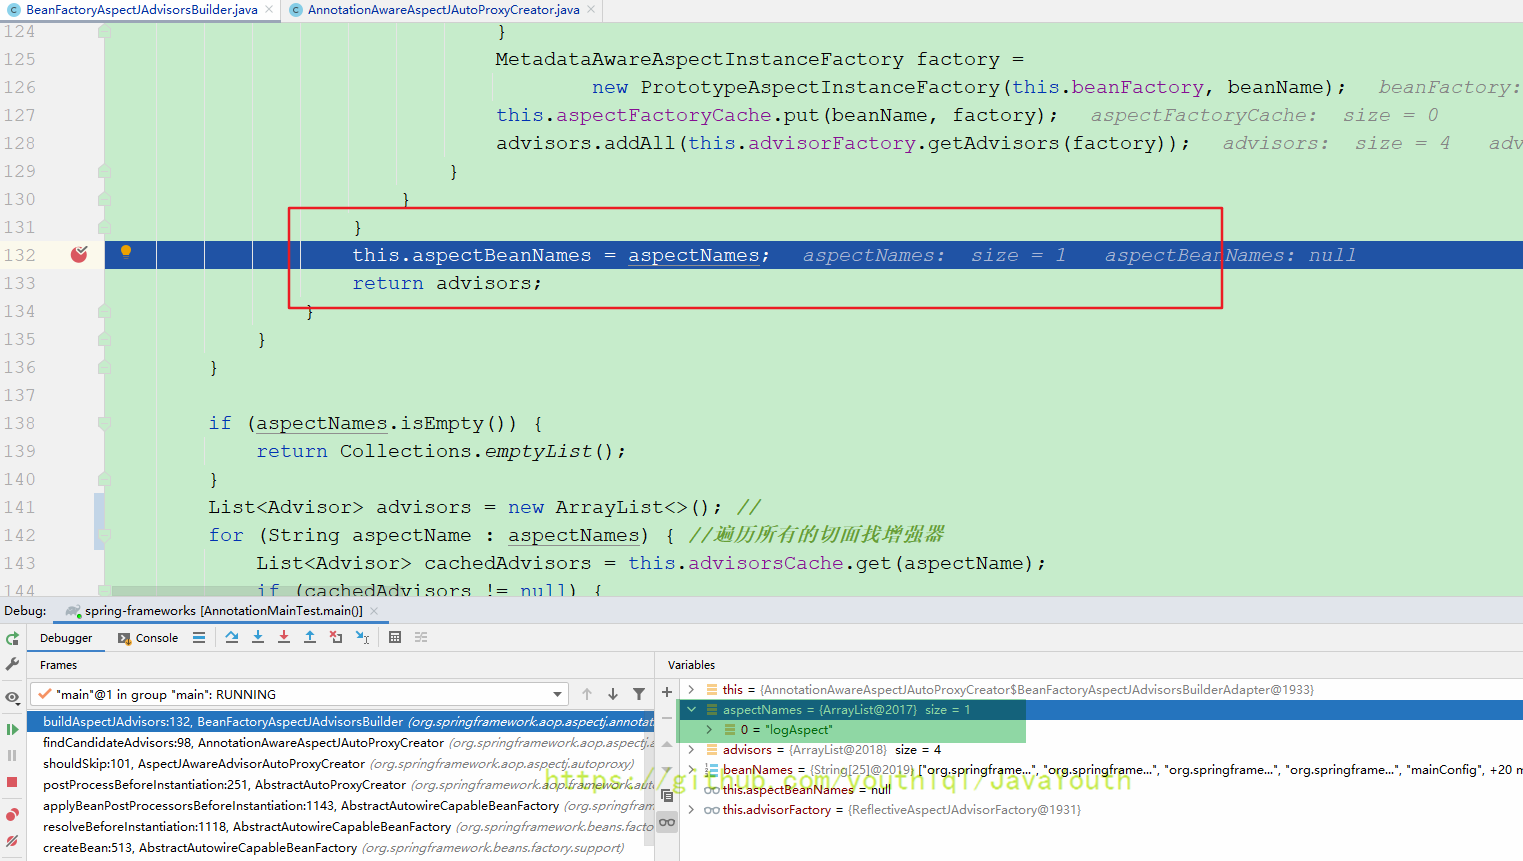 BeanFactoryAspectJAdvisorsBuilder.java
AnnotationAwareAspectJAutoProxyCreator.java
124 }
125 MetadataAwareAspectInstanceFactory factory =
126 new PrototypeAspectInstanceFactory(this.beanFactory, beanName); beanFactory:
127 this.aspectFactoryCache.put(beanName, factory); aspectFactoryCache: size = 0
128 advisors.addAll(this.advisorFactory.getAdvisors(factory)); advisors: size = 4 adv
129 }
130 }
131 }
132 this.aspectBeanNames = aspectNames; aspectNames: size = 1 aspectBeanNames: null
133 return advisors;
134 }
135 }
136 }
137
138 if (aspectNames.isEmpty()) {
139 return Collections.emptyList();
140 }
141 List<Advisor> advisors = new ArrayList<>(); //
142 for (String aspectName : aspectNames) { //遍历所有的切面找增强器
143 List<Advisor> cachedAdvisors = this.advisorsCache.get(aspectName);
144 if (cachedAdvisors != null) {
Debug: spring-frameworks [AnnotationMainTest.main()]
Debugger Console
Frames
"main"@1 in group "main": RUNNING
buildAspectJAdvisors:132, BeanFactoryAspectJAdvisorsBuilder (org.springframework.aop.aspectj.annotati
findCandidateAdvisors:98, AnnotationAwareAspectJAutoProxyCreator (org.springframework.aop.aspectj.a
shouldSkip:101, AspectJAwareAdvisorAutoProxyCreator (org.springframework.aop.aspectj.autoproxy)
postProcessBeforeInstantiation:251, AbstractAutoProxyCreator (org.springframework.aop.framework.aut
applyBeanPostProcessorsBeforeInstantiation:1143, AbstractAutowireCapableBeanFactory (org.springfram
resolveBeforeInstantiation:1118, AbstractAutowireCapableBeanFactory (org.springframework.beans.facto
createBean:513, AbstractAutowireCapableBeanFactory (org.springframework.beans.factory.support)
Variables
this = {AnnotationAwareAspectJAutoProxyCreator$BeanFactoryAspectJAdvisorsBuilderAdapter@1933}
aspectNames = {ArrayList@2017} size = 1
0 = "logAspect"
advisors = {ArrayList@2018} size = 4
beanNames = {String[25]@2019} ["org.springframe...", "org.springframe...", "org.springframe...", "org.springframe...", "mainConfig", +20 m
this.aspectBeanNames = null
this.advisorFactory = {ReflectiveAspectJAdvisorFactory@1931}
https://github.com/youthlql/JavaYouth